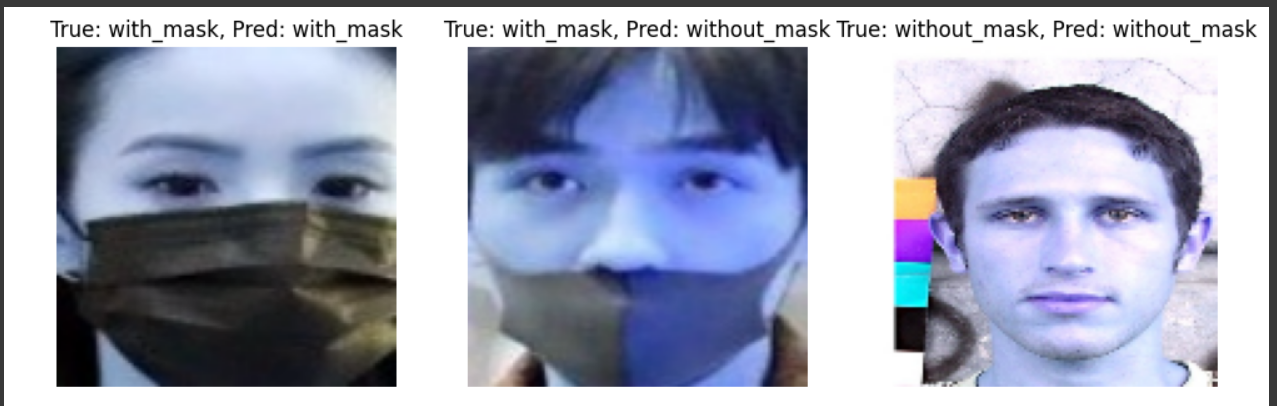 True: with_mask, Pred: with_mask
True: with_mask, Pred: without_mask
True: without_mask, Pred: without_mask